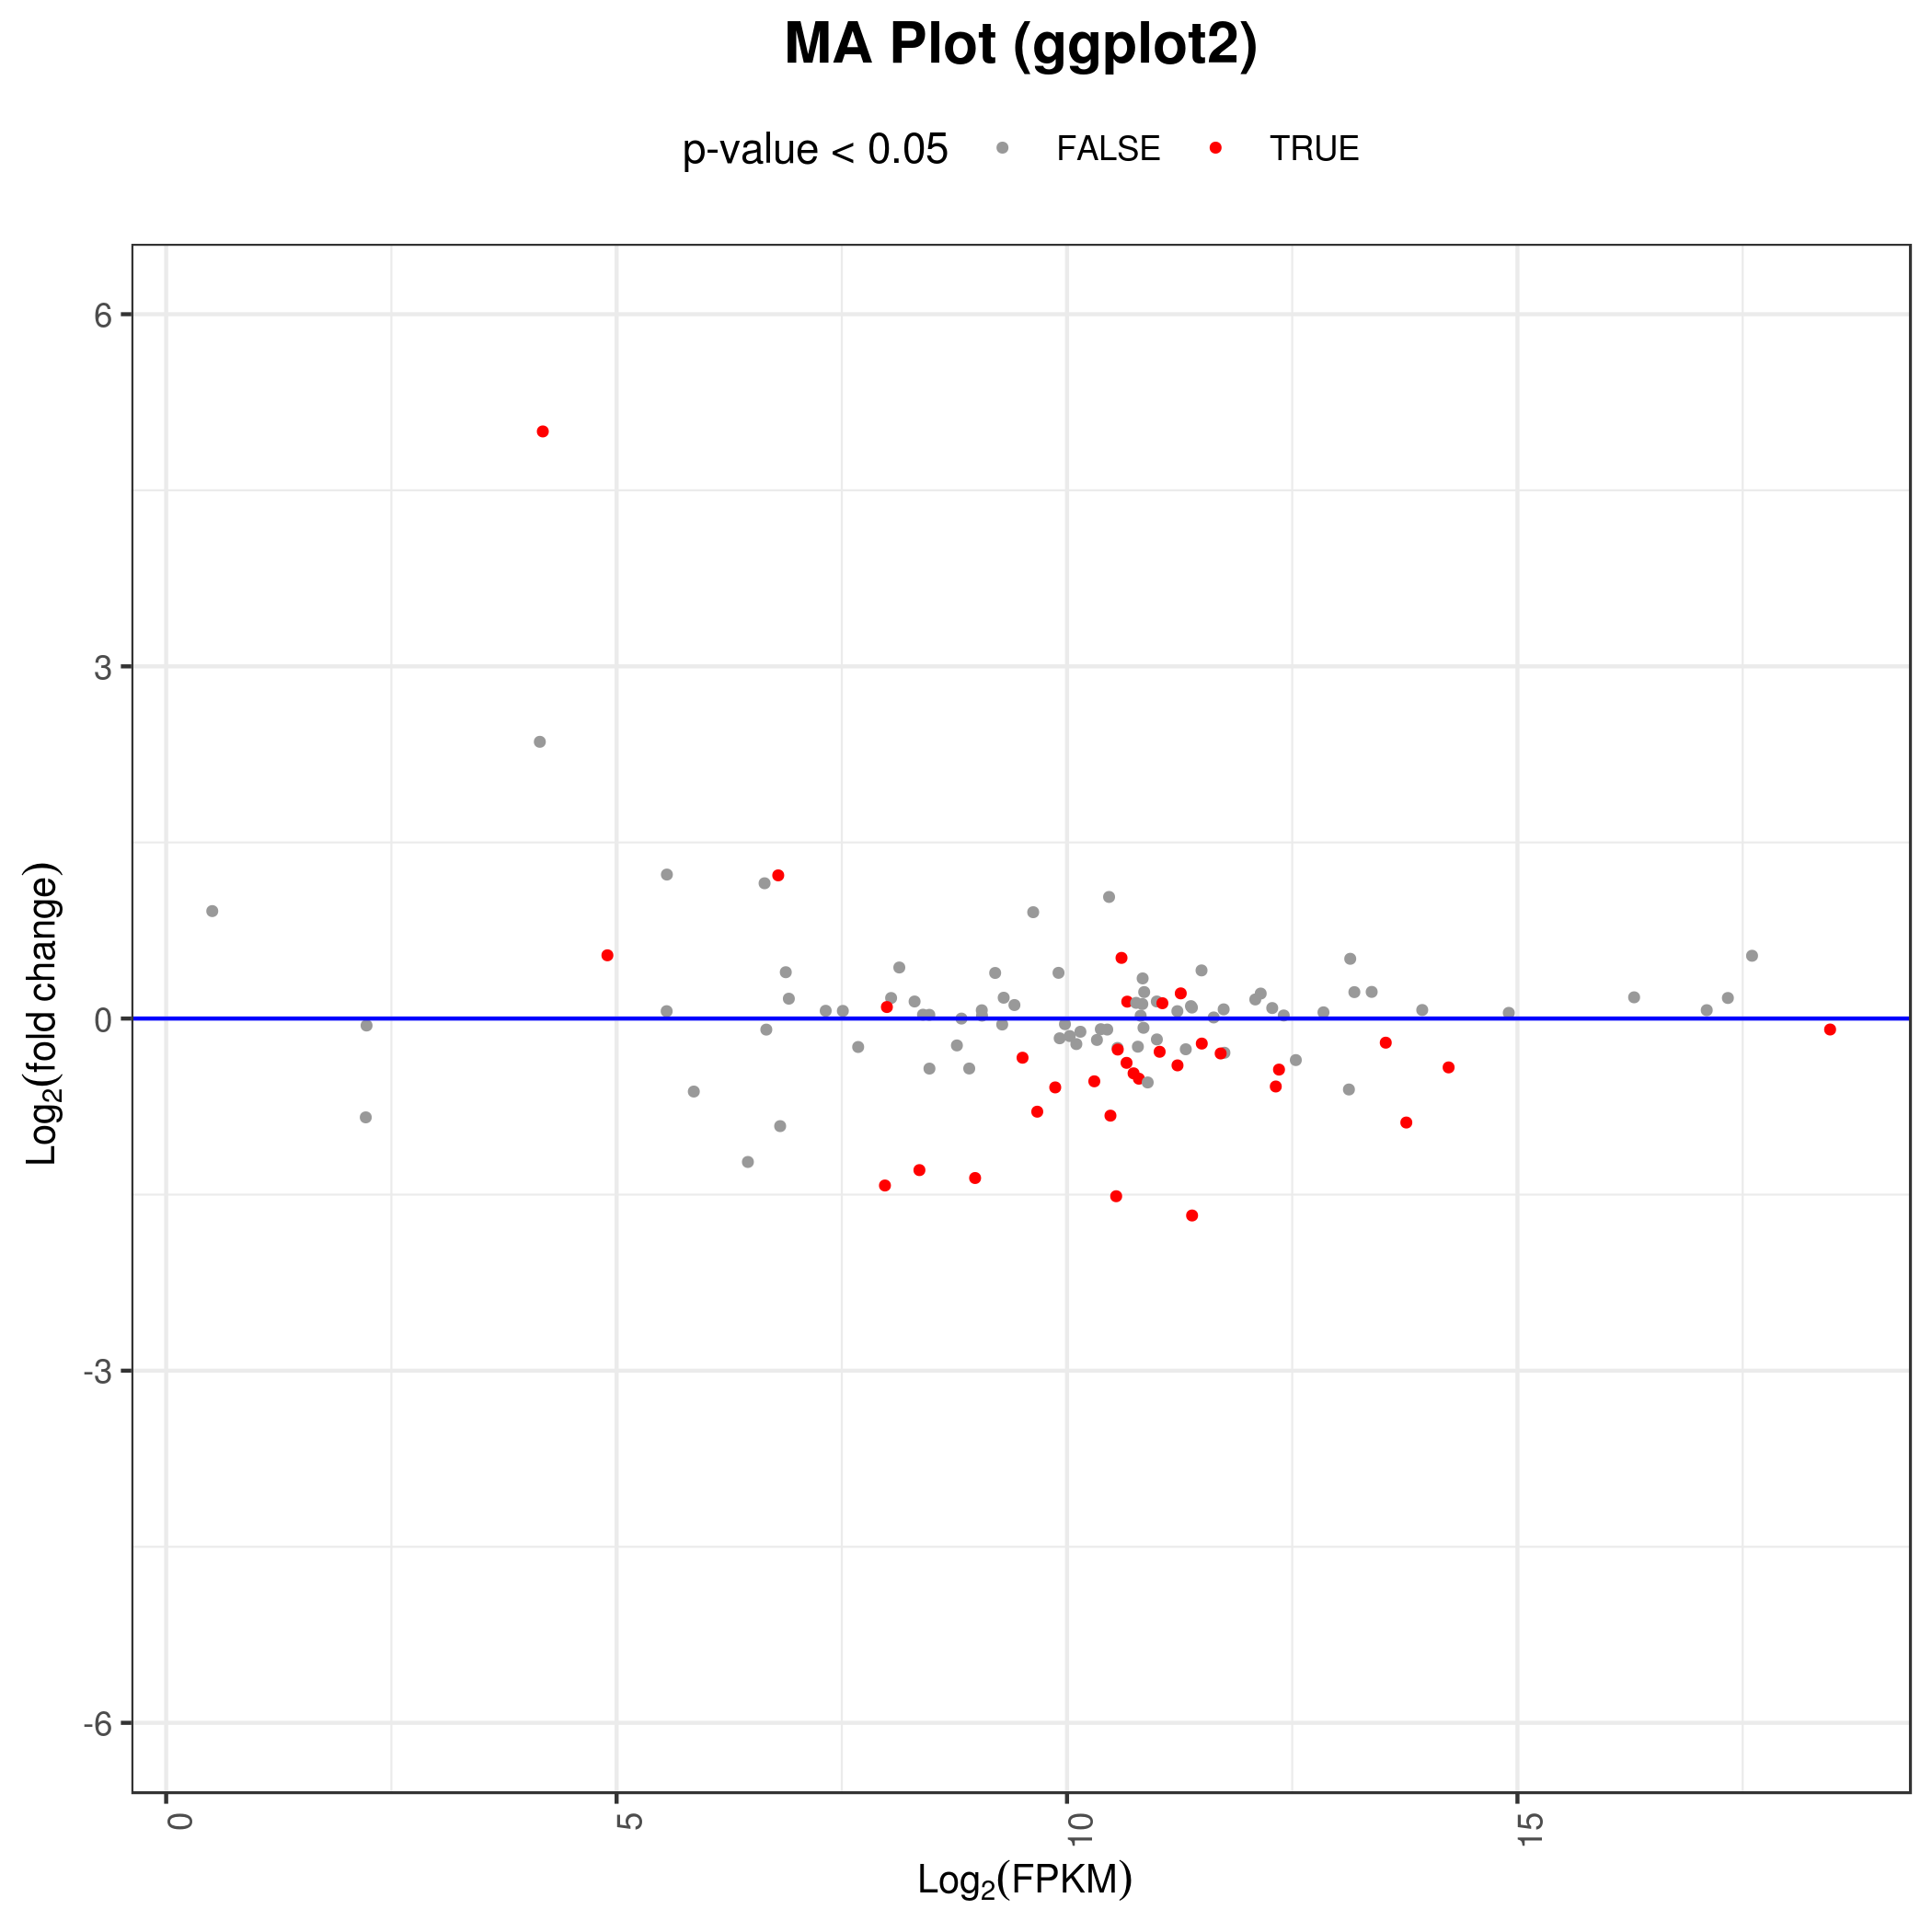 MA Plot (ggplot2)
p-value < 0.05 FALSE TRUE
6
3
0
-3
-6
Log₂(fold change)
0 5 10 15
Log₂(FPKM)